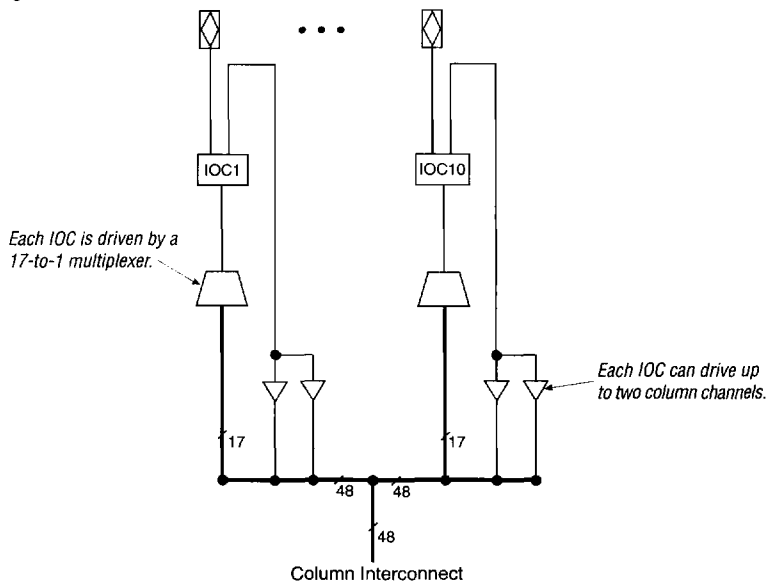 IOC1
IOC10
Each IOC is driven by a
17-to-1 multiplexer.
Each IOC can drive up
to two column channels.
17
17
48
48
48
Column Interconnect